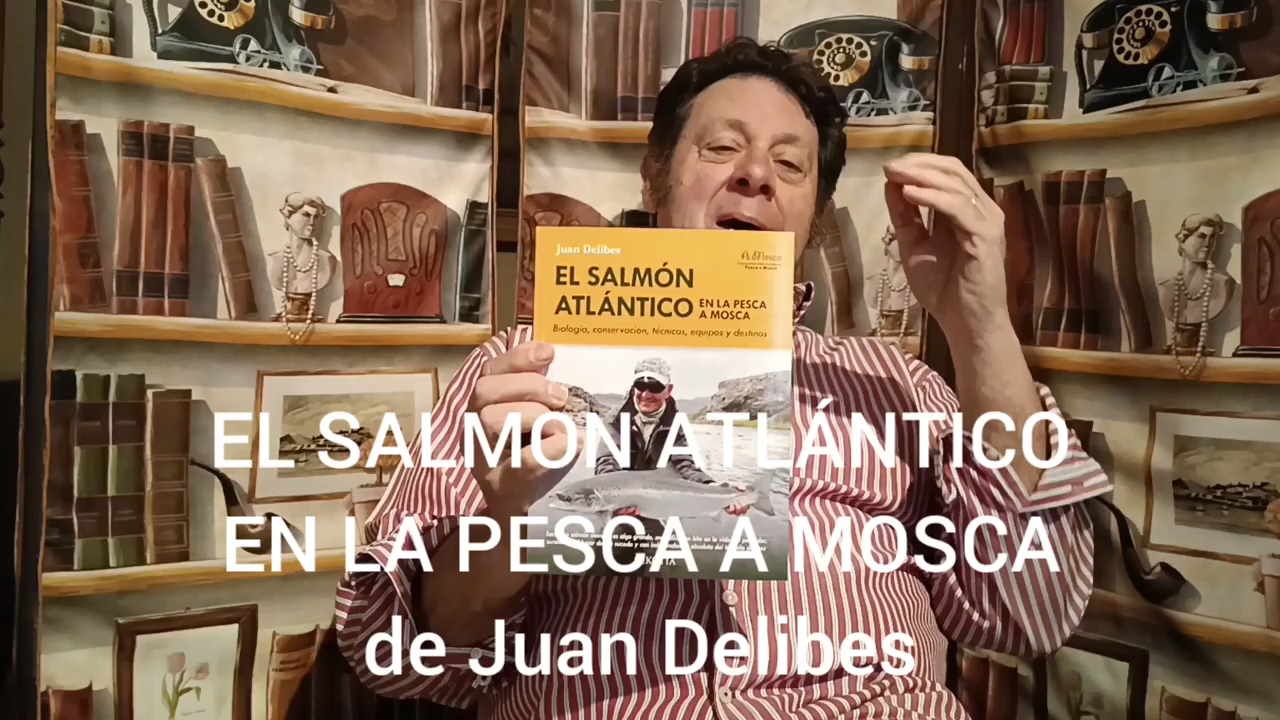 Juan Delibes
A Mosca
EL SALMÓN
ATLÁNTICO EN LA PESCA
A MOSCA
Biología, conservación, técnicas, equipos y destinos
EL SALMON ATLÁNTICO
EN LA PESCA A MOSCA
de Juan Delibes